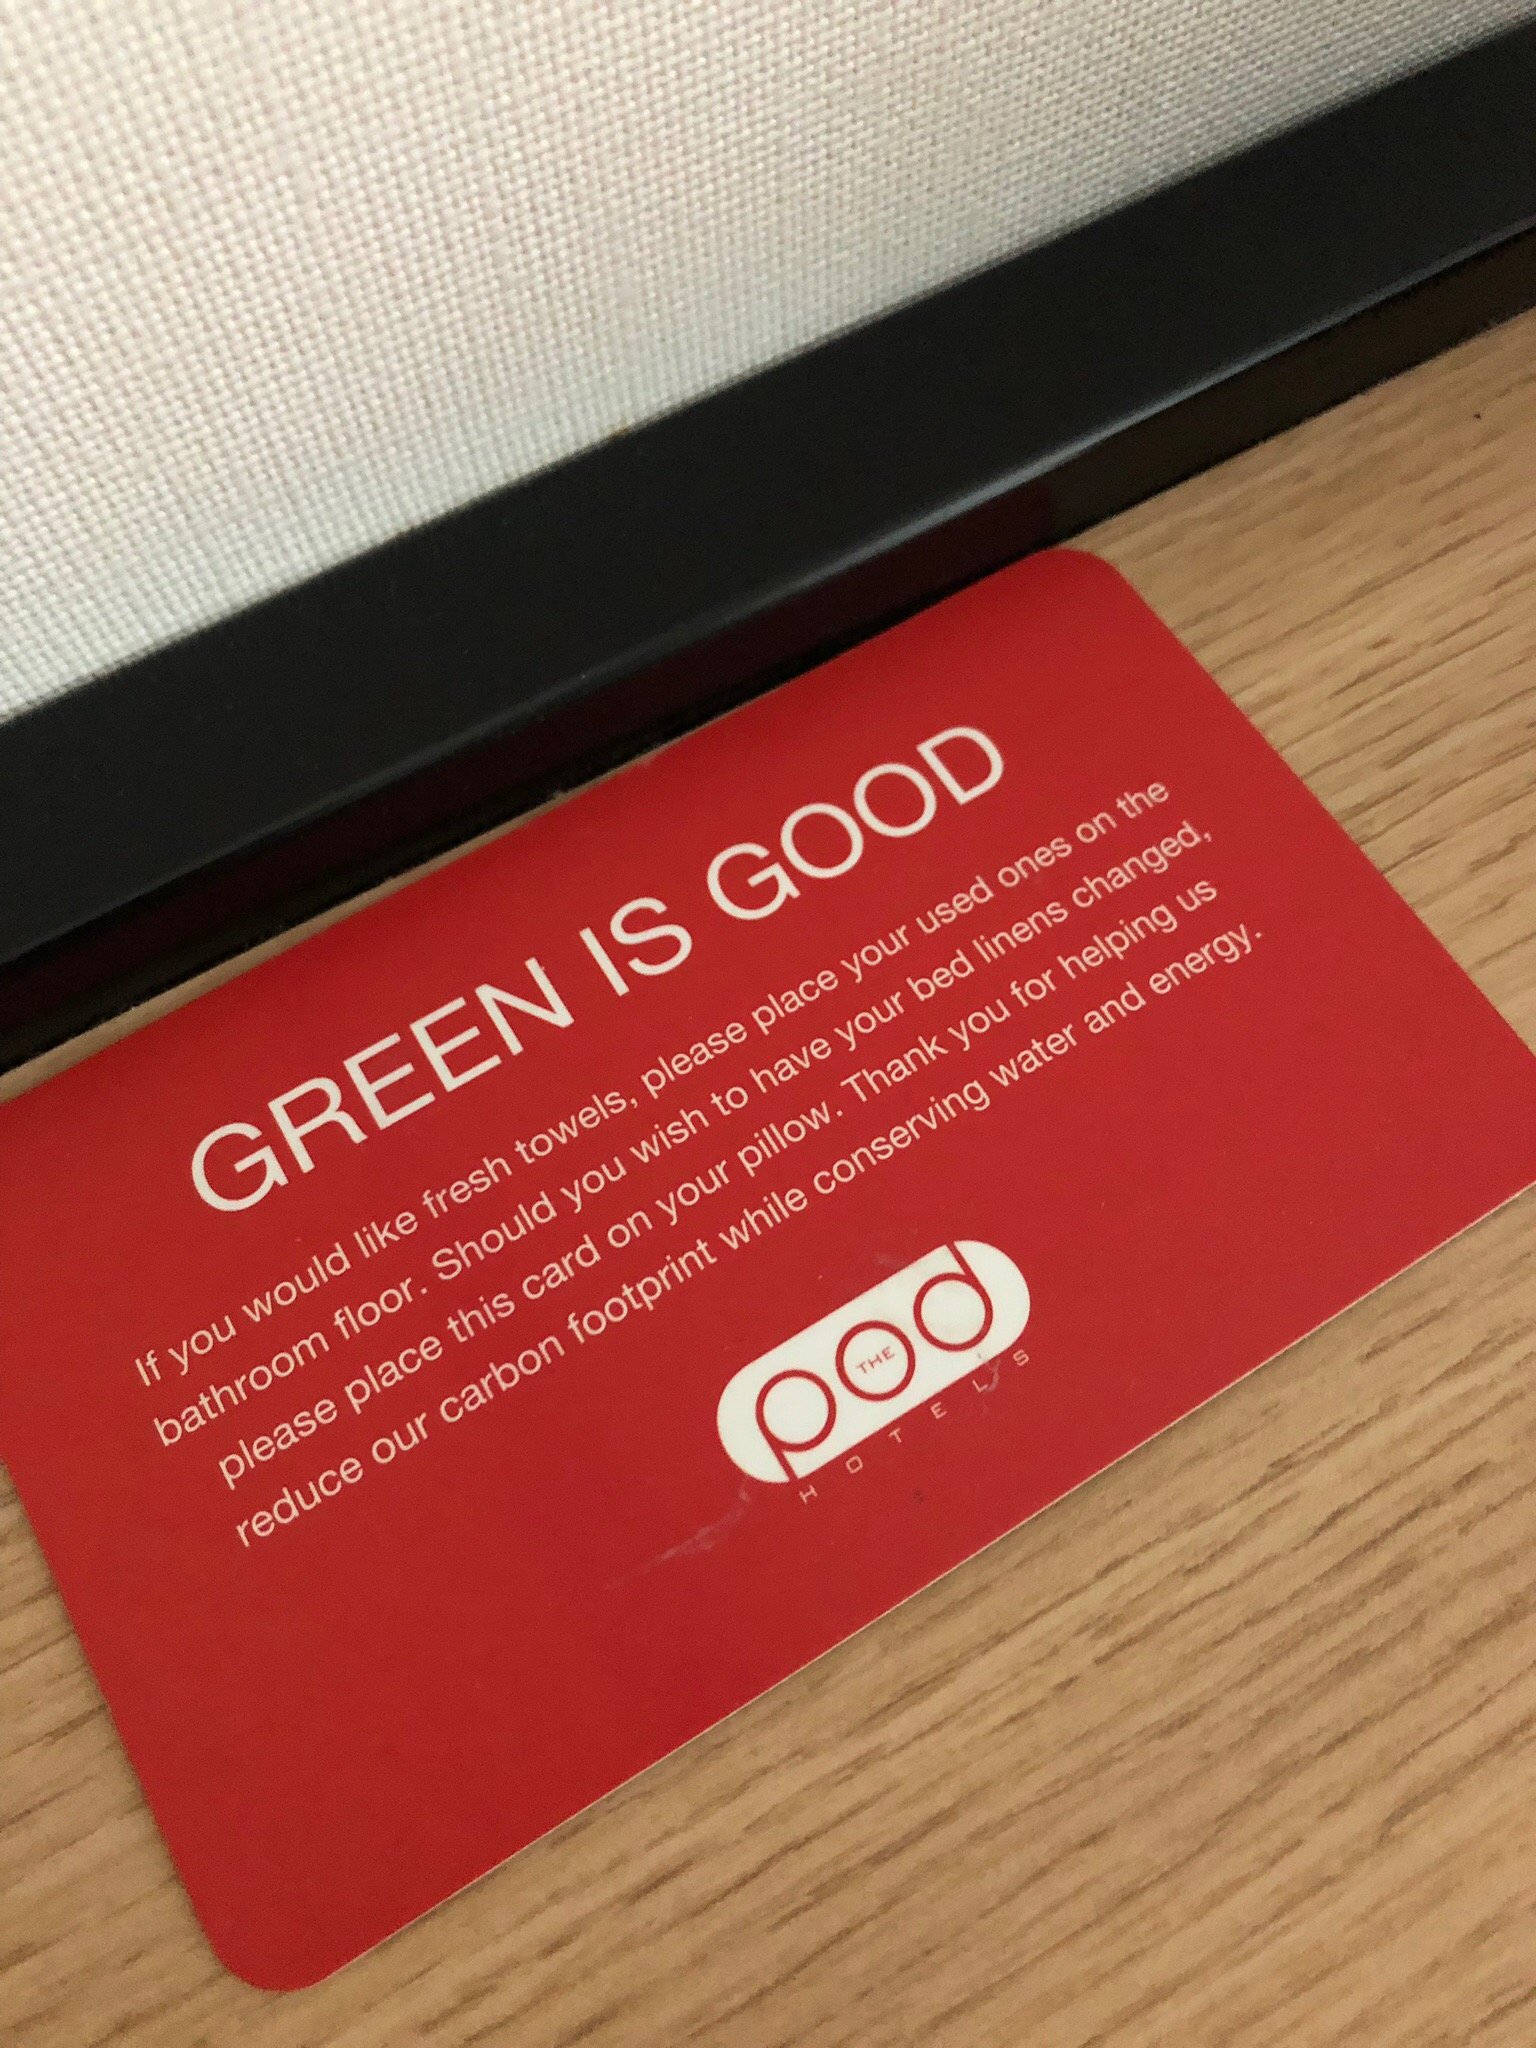 GREEN IS GOOD
If you would like fresh towels, please place your used ones on the
bathroom floor. Should you wish to have your bed linens changed,
please place this card on your pillow. Thank you for helping us
reduce our carbon footprint while conserving water and energy.
THE
pod
HOTELS